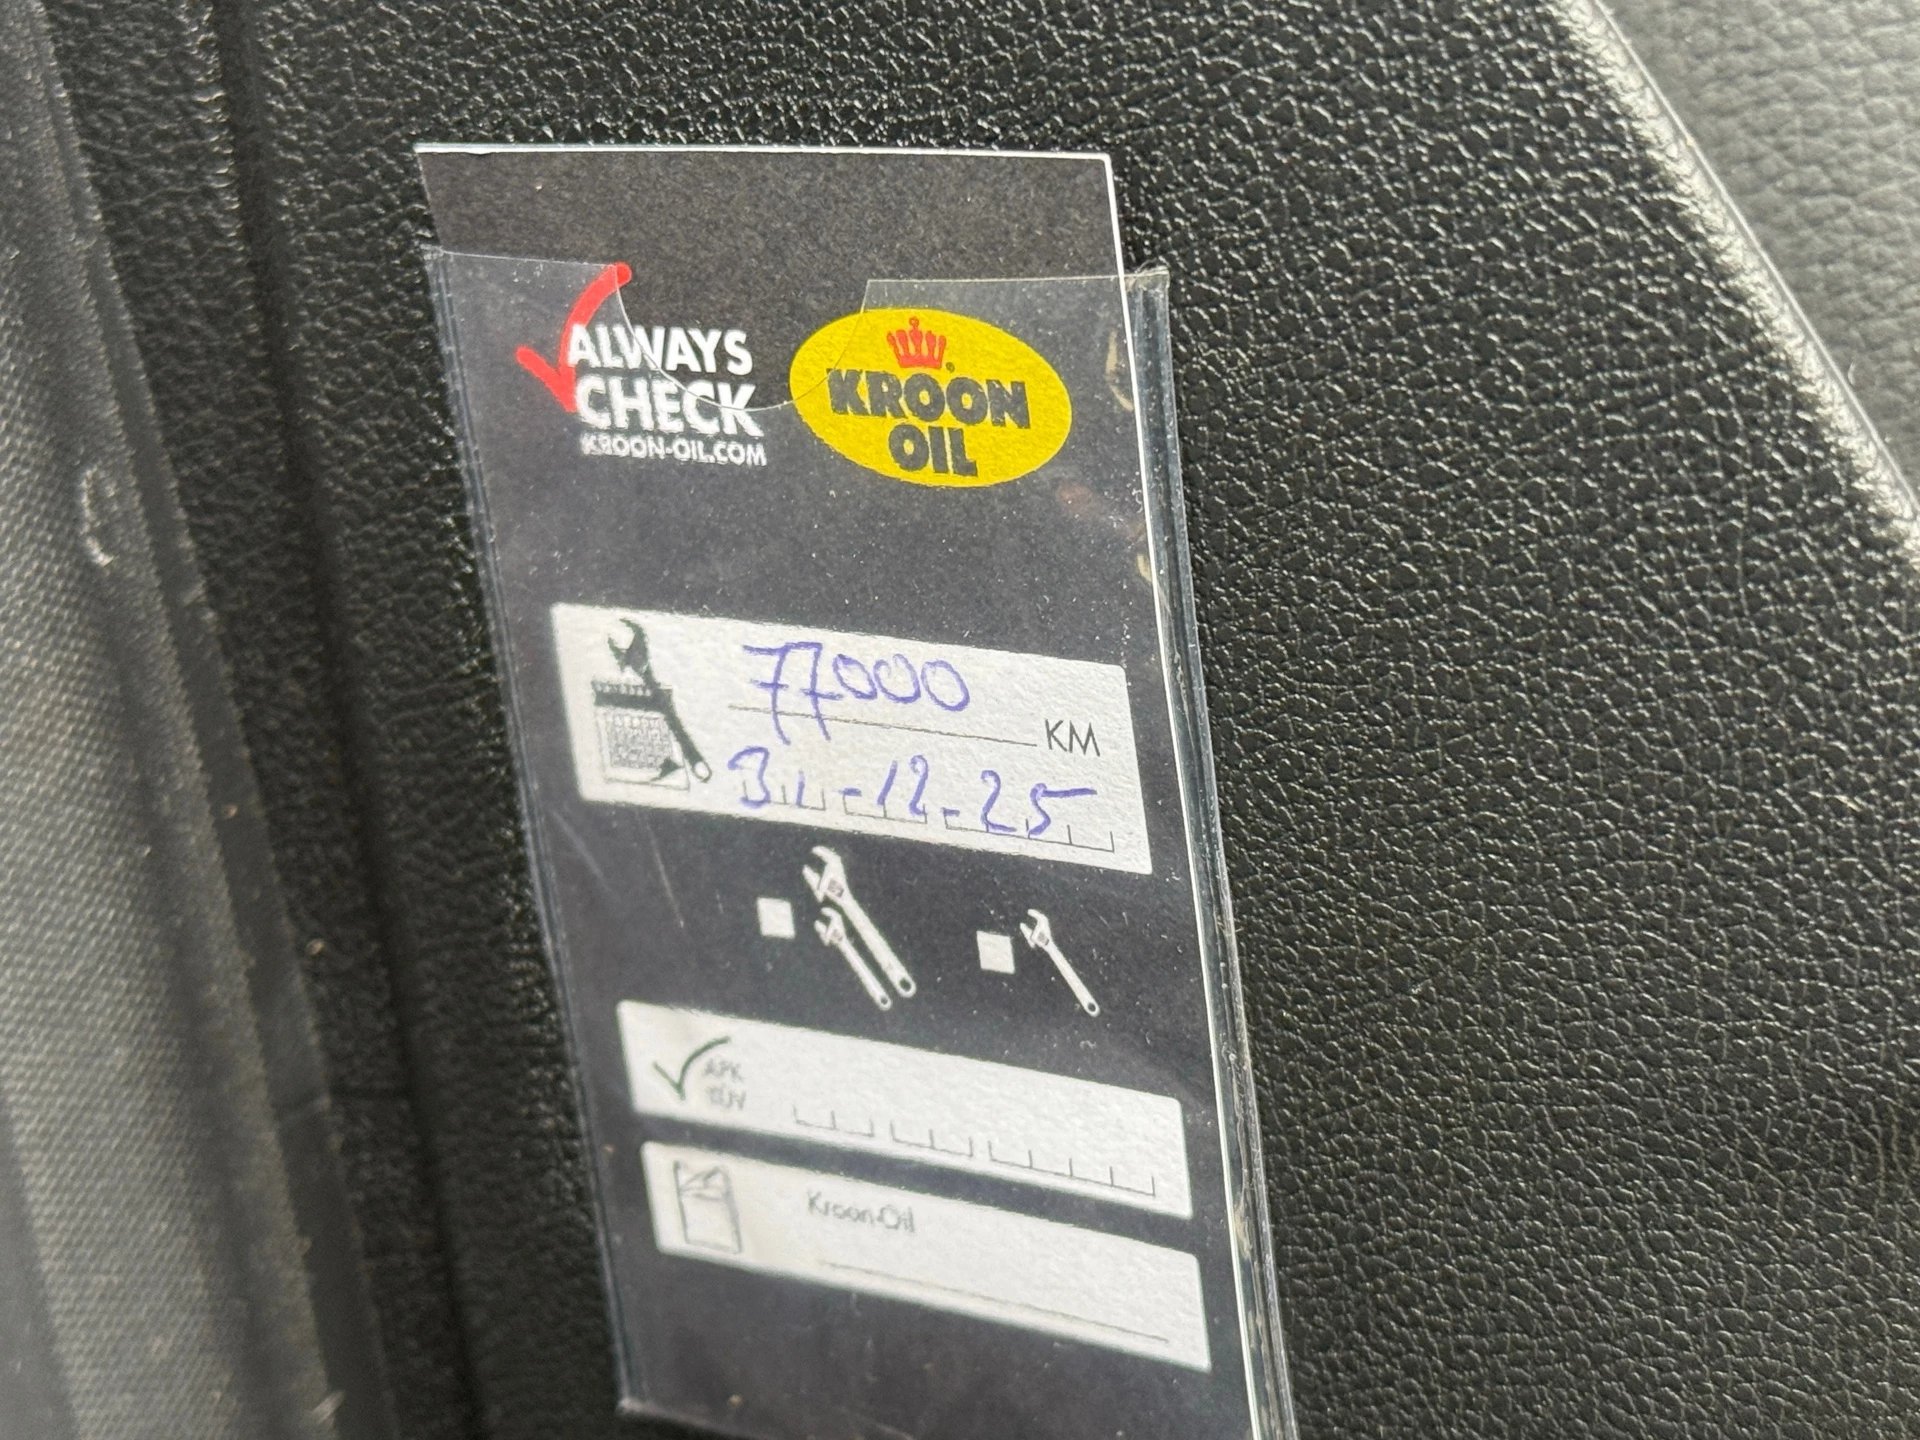 ALWAYS
CHECK
KROON-OIL.COM
KROON
OIL
77000
KM
31-12-25
APK
TÜV
Kroon-Oil